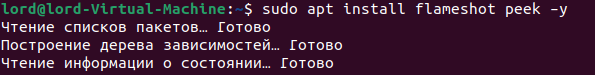 lord@lord-Virtual-Machine:~$ sudo apt install flameshot peek -y
Чтение списков пакетов… Готово
Построение дерева зависимостей… Готово
Чтение информации о состоянии… Готово